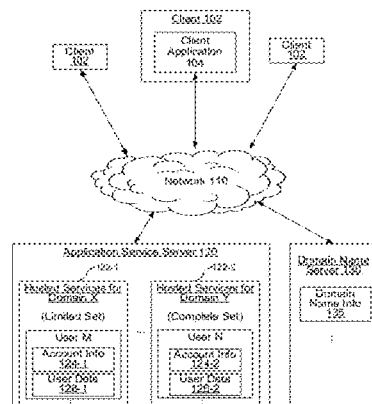 Client 102
Client
Application
104
Client
102
Client
102
Network 110
Application Service Server 120
122-1
122-2
Hosted Services for
Domain X
(Limited Set)
User M
Account Info
124-1
User Data
126-1
...
Hosted Services for
Domain Y
(Complete Set)
User N
Account Info
124-2
User Data
126-2
Domain Name
Server 130
Domain
Name Info
135